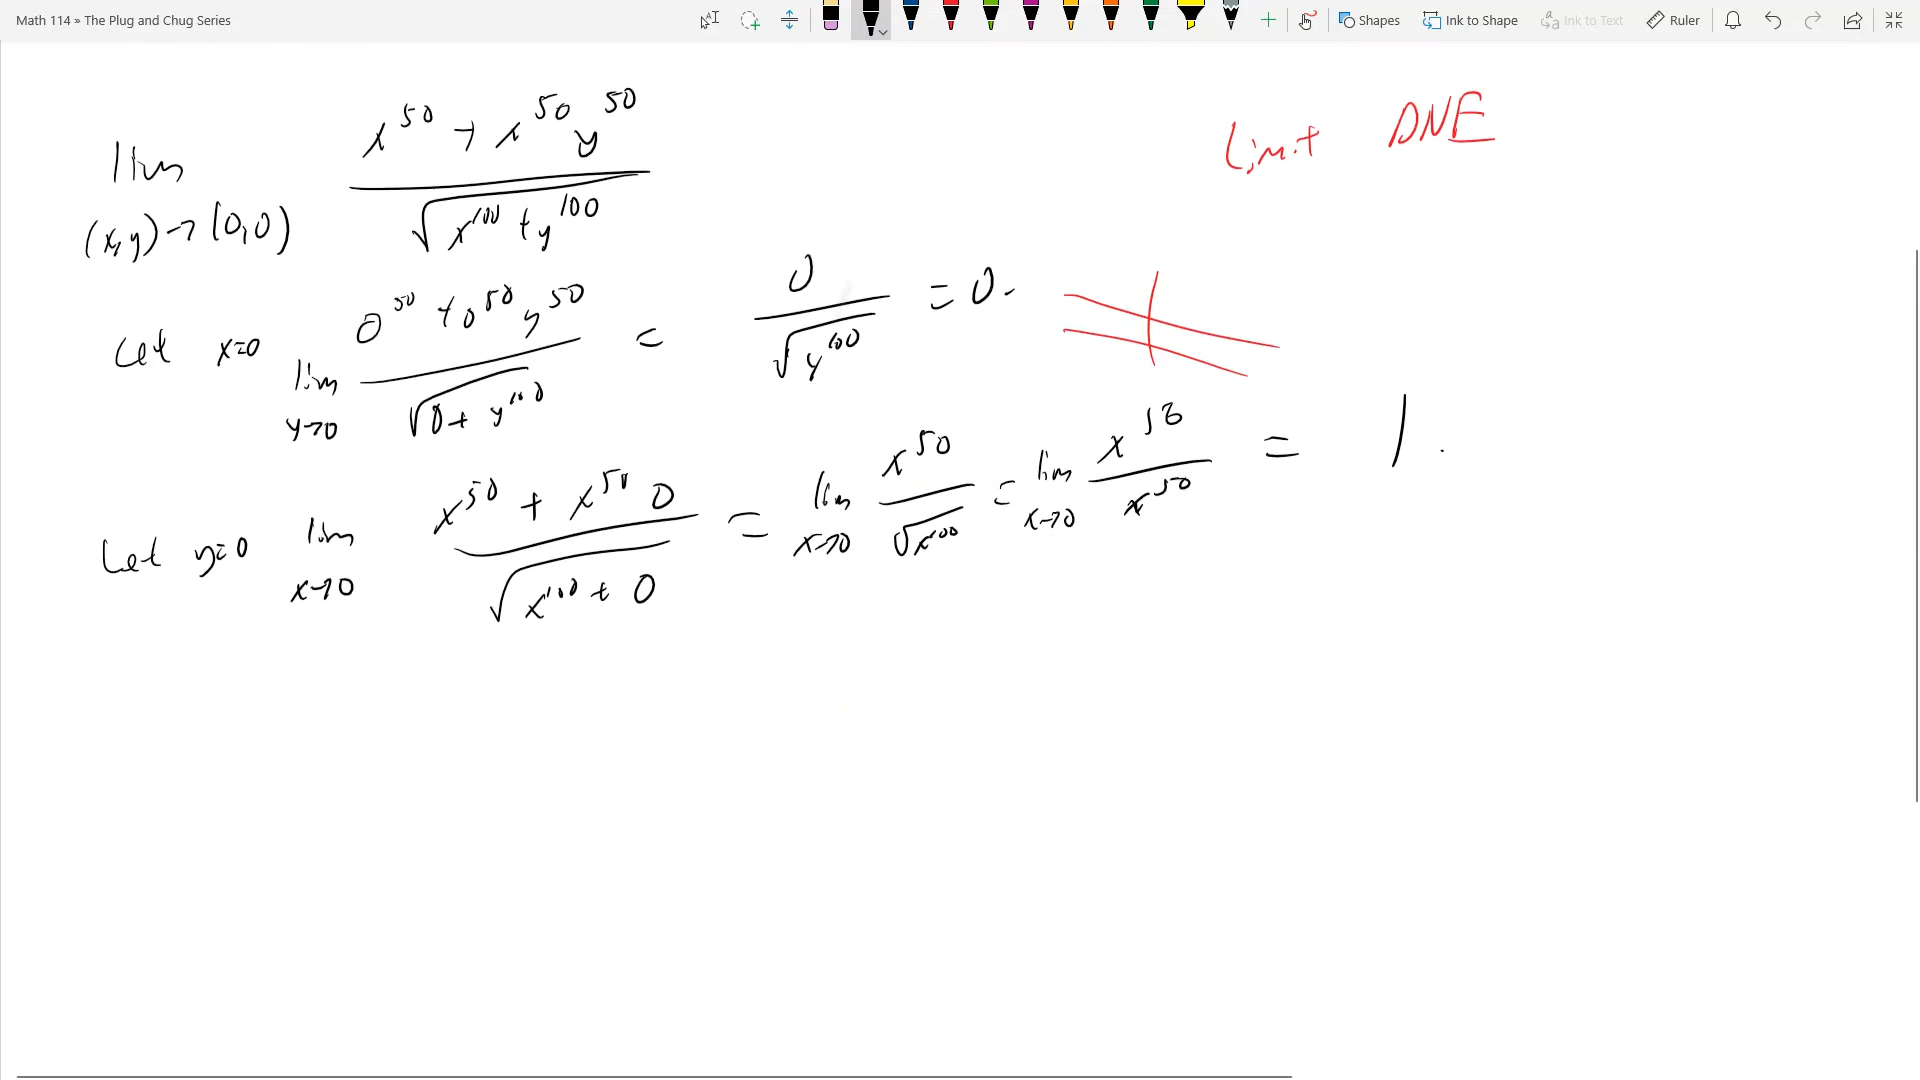 Math 114 » The Plug and Chug Series
Shapes Ink to Shape Ink to Text Ruler
lim (x,y)→(0,0) (x^50 + x^50 y^50) / √(x^100 + y^100)
Limit DNE
Let x=0 lim y→0 (0^50 + 0^50 y^50) / √(0 + y^100) = 0 / √(y^100) = 0.
Let y=0 lim x→0 (x^50 + x^50 0) / √(x^100 + 0) = lim x→0 x^50 / √(x^100) = lim x→0 x^50 / x^50 = 1.